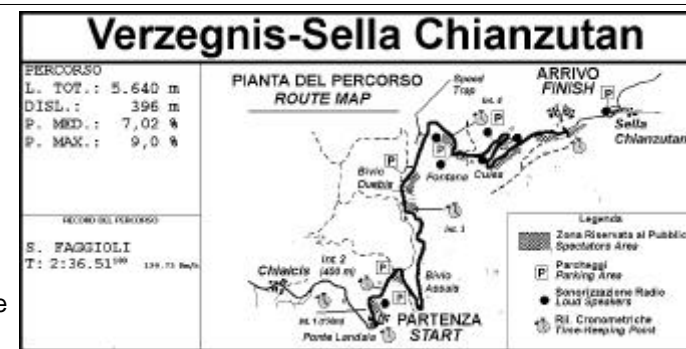 Verzegnis-Sella Chianzutan
PERCORSO
L. TOT.: 5.640 m
DISL.: 396 m
P. MED.: 7,02 %
P. MAX.: 9,0 %
RECORD DEL PERCORSO
S. FAGGIOLI
T: 2:36.51
PIANTA DEL PERCORSO
ROUTE MAP
Speed
Trap
ARRIVO
FINISH
Sella
Chianzutan
Bivio
Duebis
Fontana
Int. 2
(450 m)
Chiaicis
Bivio
Assais
PARTENZA
START
Ponte Landaia
Legenda
Zona Riservata al Pubblico
Spectators Area
P Parcheggi
Parking Area
Sonorizzazione Radio
Loud Speakers
Ril. Cronometriche
Time-Keeping Point
e